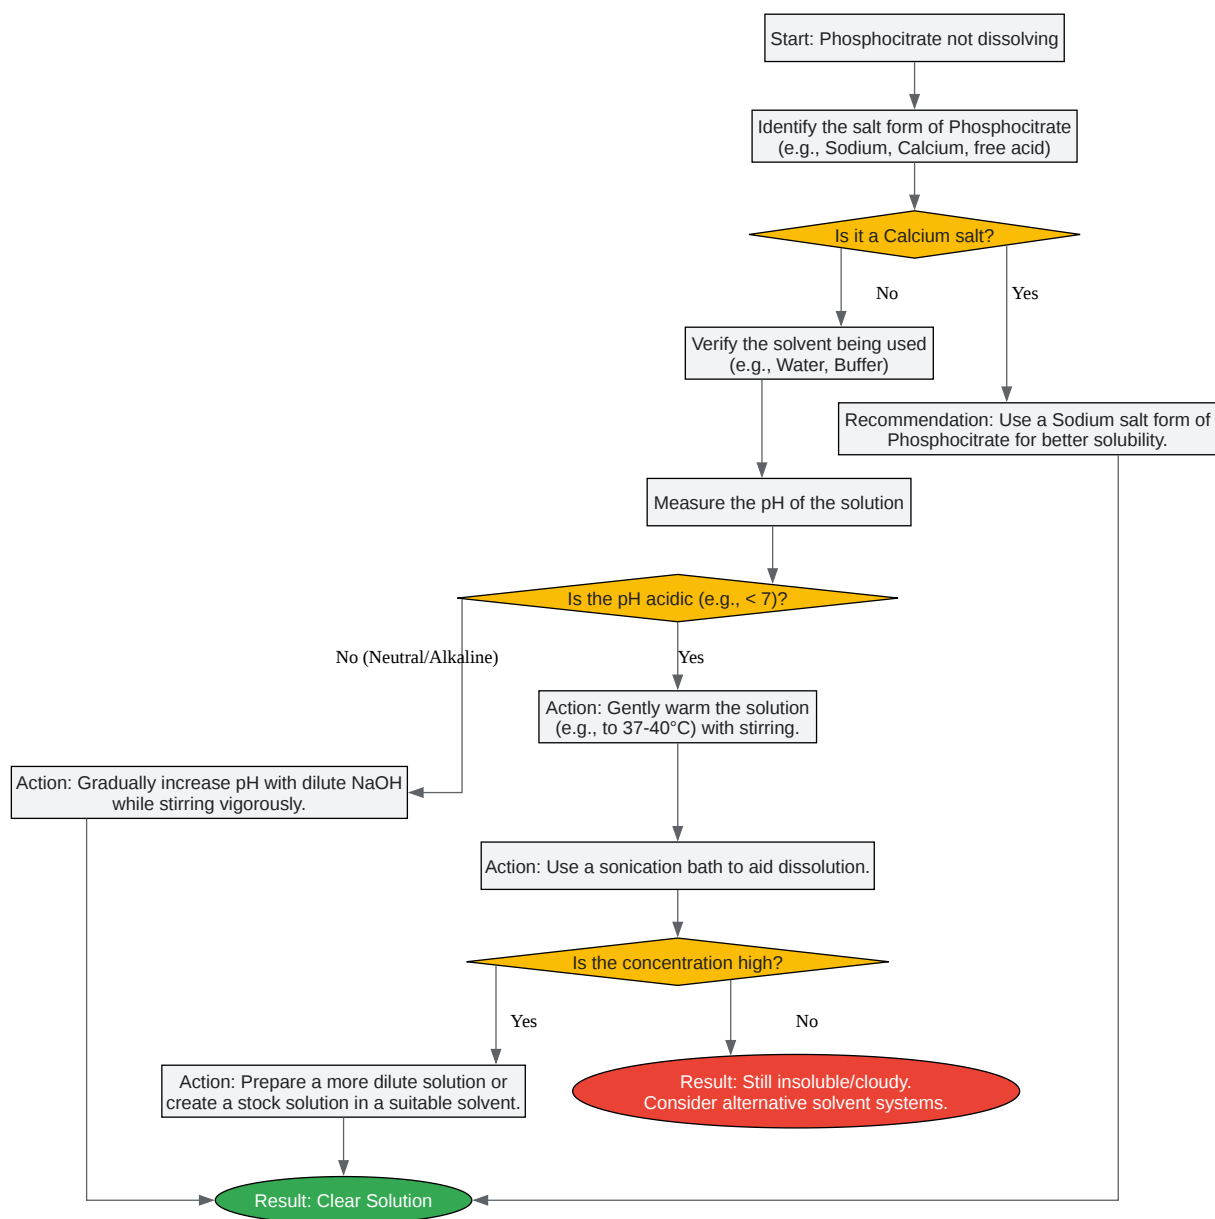 Start: Phosphocitrate not dissolving
Identify the salt form of Phosphocitrate
(e.g., Sodium, Calcium, free acid)
Is it a Calcium salt?
No
Yes
Verify the solvent being used
(e.g., Water, Buffer)
Recommendation: Use a Sodium salt form of
Phosphocitrate for better solubility.
Measure the pH of the solution
Is the pH acidic (e.g., < 7)?
No (Neutral/Alkaline)
Yes
Action: Gently warm the solution
(e.g., to 37-40°C) with stirring.
Action: Gradually increase pH with dilute NaOH
while stirring vigorously.
Action: Use a sonication bath to aid dissolution.
Is the concentration high?
Yes
No
Action: Prepare a more dilute solution or
create a stock solution in a suitable solvent.
Result: Still insoluble/cloudy.
Consider alternative solvent systems.
Result: Clear Solution